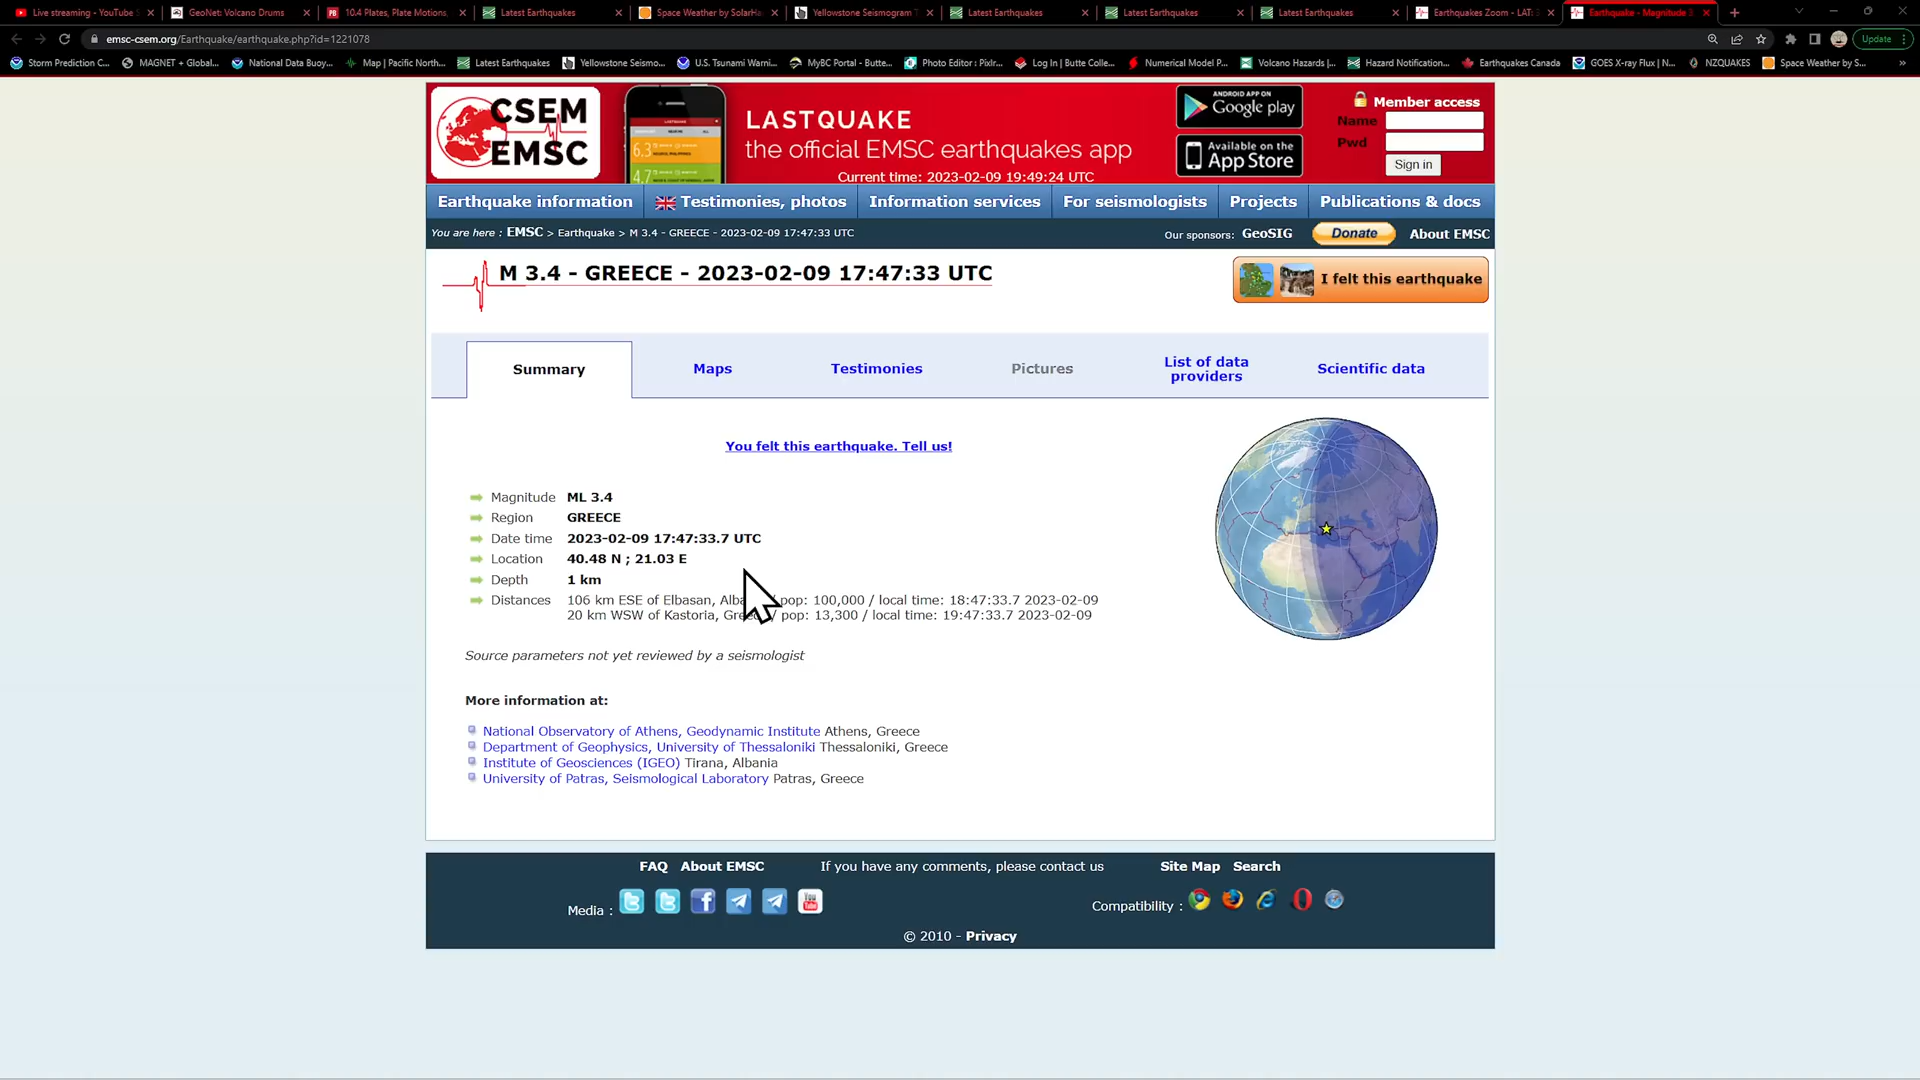 Live streaming - YouTube
GeoNet: Volcano Drums
10.4 Plates, Plate Motions,
Latest Earthquakes
Space Weather by SolarHa
Yellowstone Seismogram T
Latest Earthquakes
Latest Earthquakes
Latest Earthquakes
Earthquakes Zoom - LAT:
Earthquake - Magnitude 3
emsc-csem.org/Earthquake/earthquake.php?id=1221078
Update
Storm Prediction C...
MAGNET + Global...
National Data Buoy...
Map | Pacific North...
Latest Earthquakes
Yellowstone Seismo...
U.S. Tsunami Warni...
MyBC Portal - Butte...
Photo Editor : Pixlr...
Log In | Butte Colle...
Numerical Model P...
Volcano Hazards |...
Hazard Notification...
Earthquakes Canada
GOES X-ray Flux | N...
NZQUAKES
Space Weather by S...
CSEM
EMSC
6.3
4.7
LASTQUAKE
the official EMSC earthquakes app
Current time: 2023-02-09 19:49:24 UTC
ANDROID APP ON
Google play
Available on the
App Store
Member access
Name
Pwd
Sign in
Earthquake information
Testimonies, photos
Information services
For seismologists
Projects
Publications & docs
You are here : EMSC > Earthquake > M 3.4 - GREECE - 2023-02-09 17:47:33 UTC
Our sponsors: GeoSIG
Donate
About EMSC
M 3.4 - GREECE - 2023-02-09 17:47:33 UTC
I felt this earthquake
Summary
Maps
Testimonies
Pictures
List of data
providers
Scientific data
You felt this earthquake. Tell us!
Magnitude ML 3.4
Region GREECE
Date time 2023-02-09 17:47:33.7 UTC
Location 40.48 N ; 21.03 E
Depth 1 km
Distances 106 km ESE of Elbasan, Alba pop: 100,000 / local time: 18:47:33.7 2023-02-09
20 km WSW of Kastoria, Gree / pop: 13,300 / local time: 19:47:33.7 2023-02-09
Source parameters not yet reviewed by a seismologist
More information at:
National Observatory of Athens, Geodynamic Institute Athens, Greece
Department of Geophysics, University of Thessaloniki Thessaloniki, Greece
Institute of Geosciences (IGEO) Tirana, Albania
University of Patras, Seismological Laboratory Patras, Greece
FAQ
About EMSC
If you have any comments, please contact us
Site Map
Search
Media :
You
Compatibility :
© 2010 - Privacy